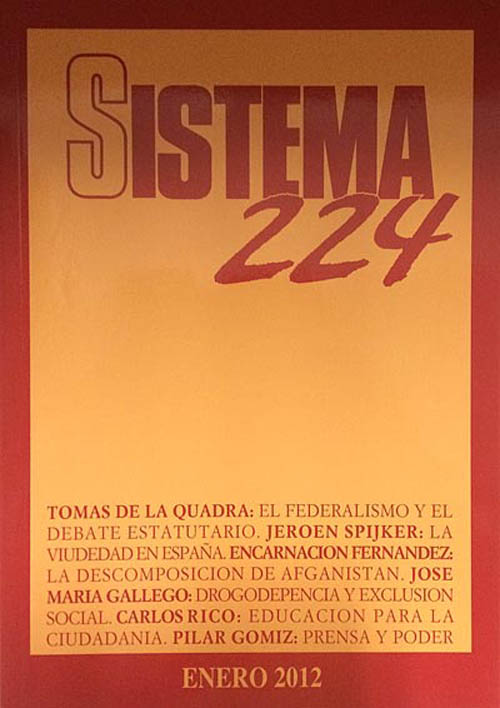 SISTEMA
224
TOMAS DE LA QUADRA: EL FEDERALISMO Y EL
DEBATE ESTATUTARIO. JEROEN SPIJKER: LA
VIUDEDAD EN ESPAÑA. ENCARNACION FERNANDEZ:
LA DESCOMPOSICION DE AFGANISTAN. JOSE
MARIA GALLEGO: DROGODEPENCIA Y EXCLUSION
SOCIAL. CARLOS RICO: EDUCACION PARA LA
CIUDADANIA. PILAR GOMIZ: PRENSA Y PODER
ENERO 2012